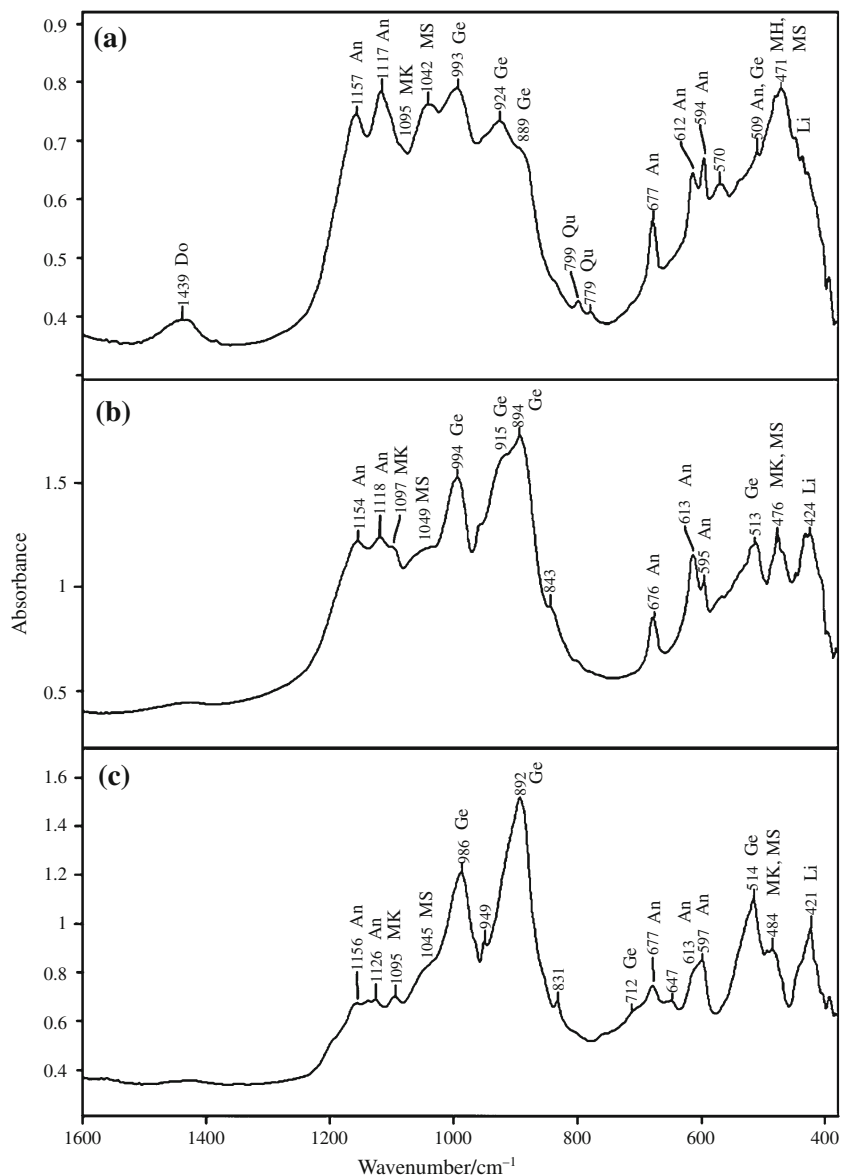 (a)
1157 An
1117 An
1095 MK
1042 MS
993 Ge
924 Ge
889 Ge
799 Qu
779 Qu
677 An
612 An
594 An
570
509 An, Ge
471 MH, MS
Li
1439 Do
0.9
0.8
0.7
0.6
0.5
0.4
(b)
1154 An
1118 An
1097 MK
1049 MS
994 Ge
915 Ge
894 Ge
843
676 An
613 An
595 An
513 Ge
476 MK, MS
424 Li
1.5
1
0.5
Absorbance
(c)
1156 An
1126 An
1095 MK
1045 MS
986 Ge
949
892 Ge
831
712 Ge
677 An
647
613 An
597 An
514 Ge
484 MK, MS
421 Li
1.6
1.4
1.2
1
0.8
0.6
0.4
1600 1400 1200 1000 800 600 400
Wavenumber/cm⁻¹